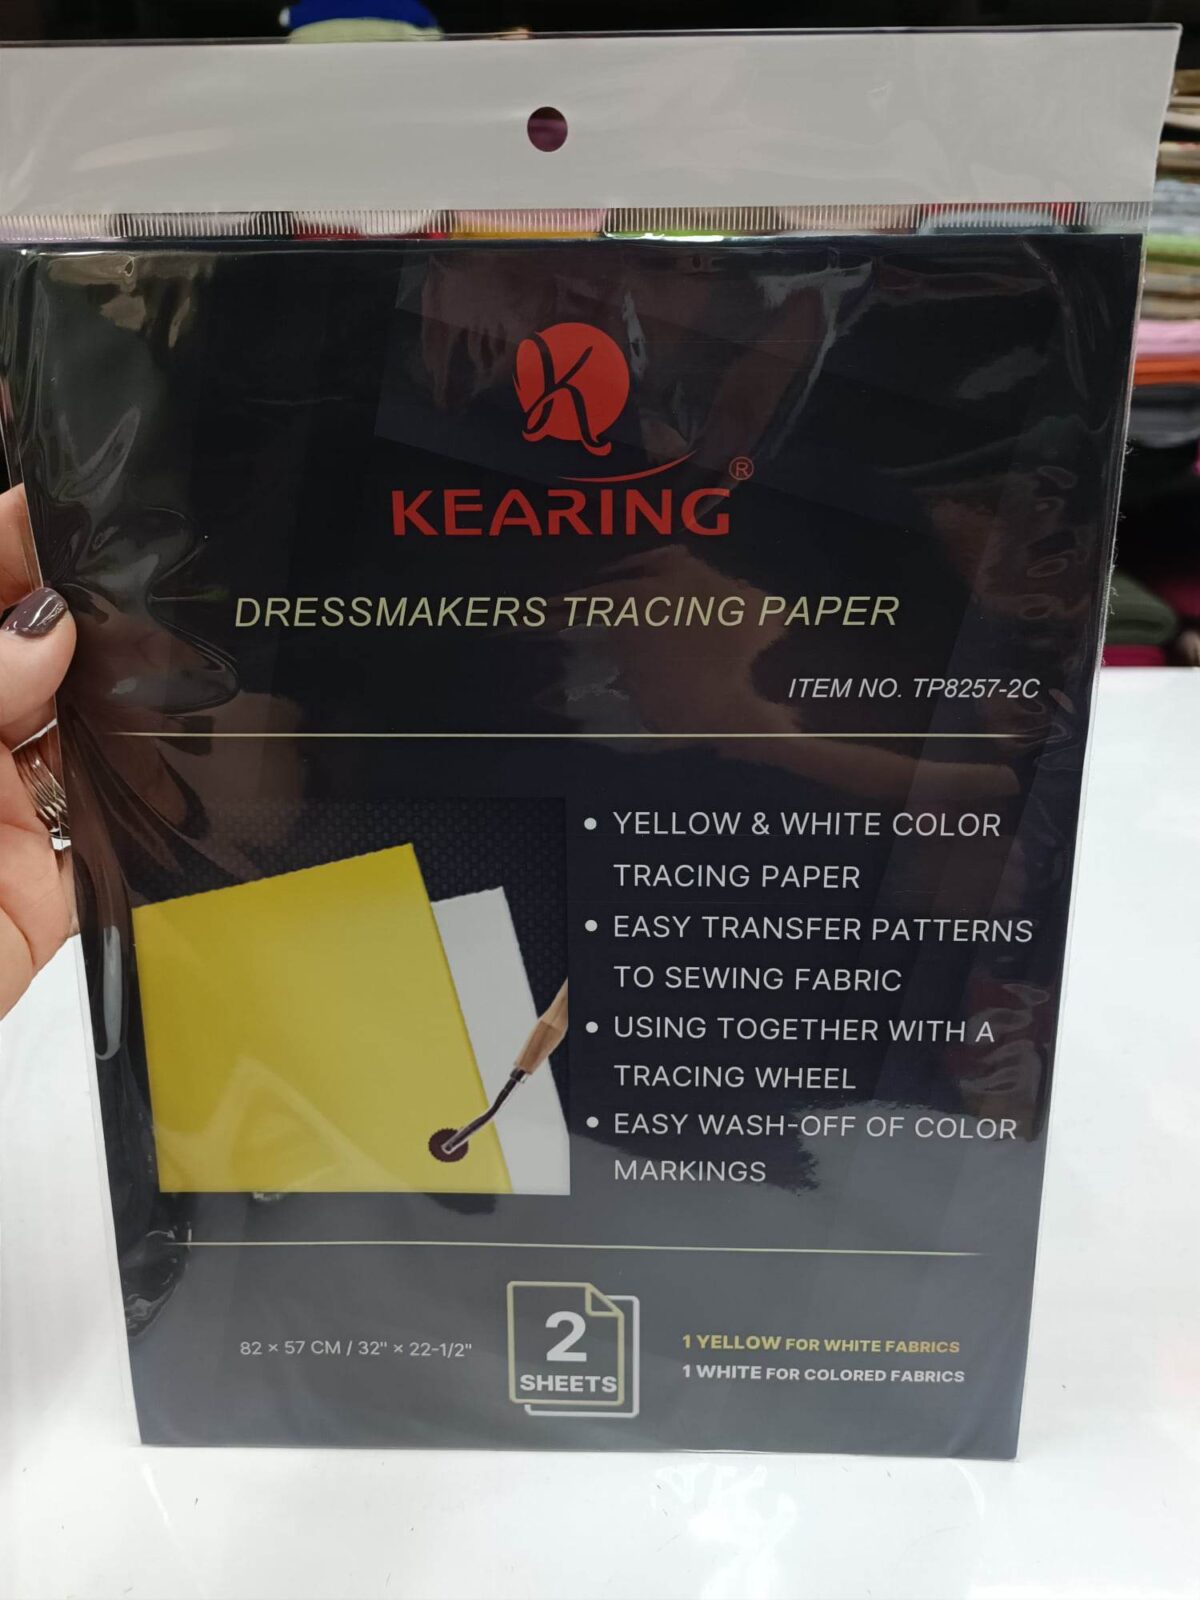 K
KEARING®
DRESSMAKERS TRACING PAPER
ITEM NO. TP8257-2C
• YELLOW & WHITE COLOR
TRACING PAPER
• EASY TRANSFER PATTERNS
TO SEWING FABRIC
• USING TOGETHER WITH A
TRACING WHEEL
• EASY WASH-OFF OF COLOR
MARKINGS
82 × 57 CM / 32" × 22-1/2"
2
SHEETS
1 YELLOW FOR WHITE FABRICS
1 WHITE FOR COLORED FABRICS